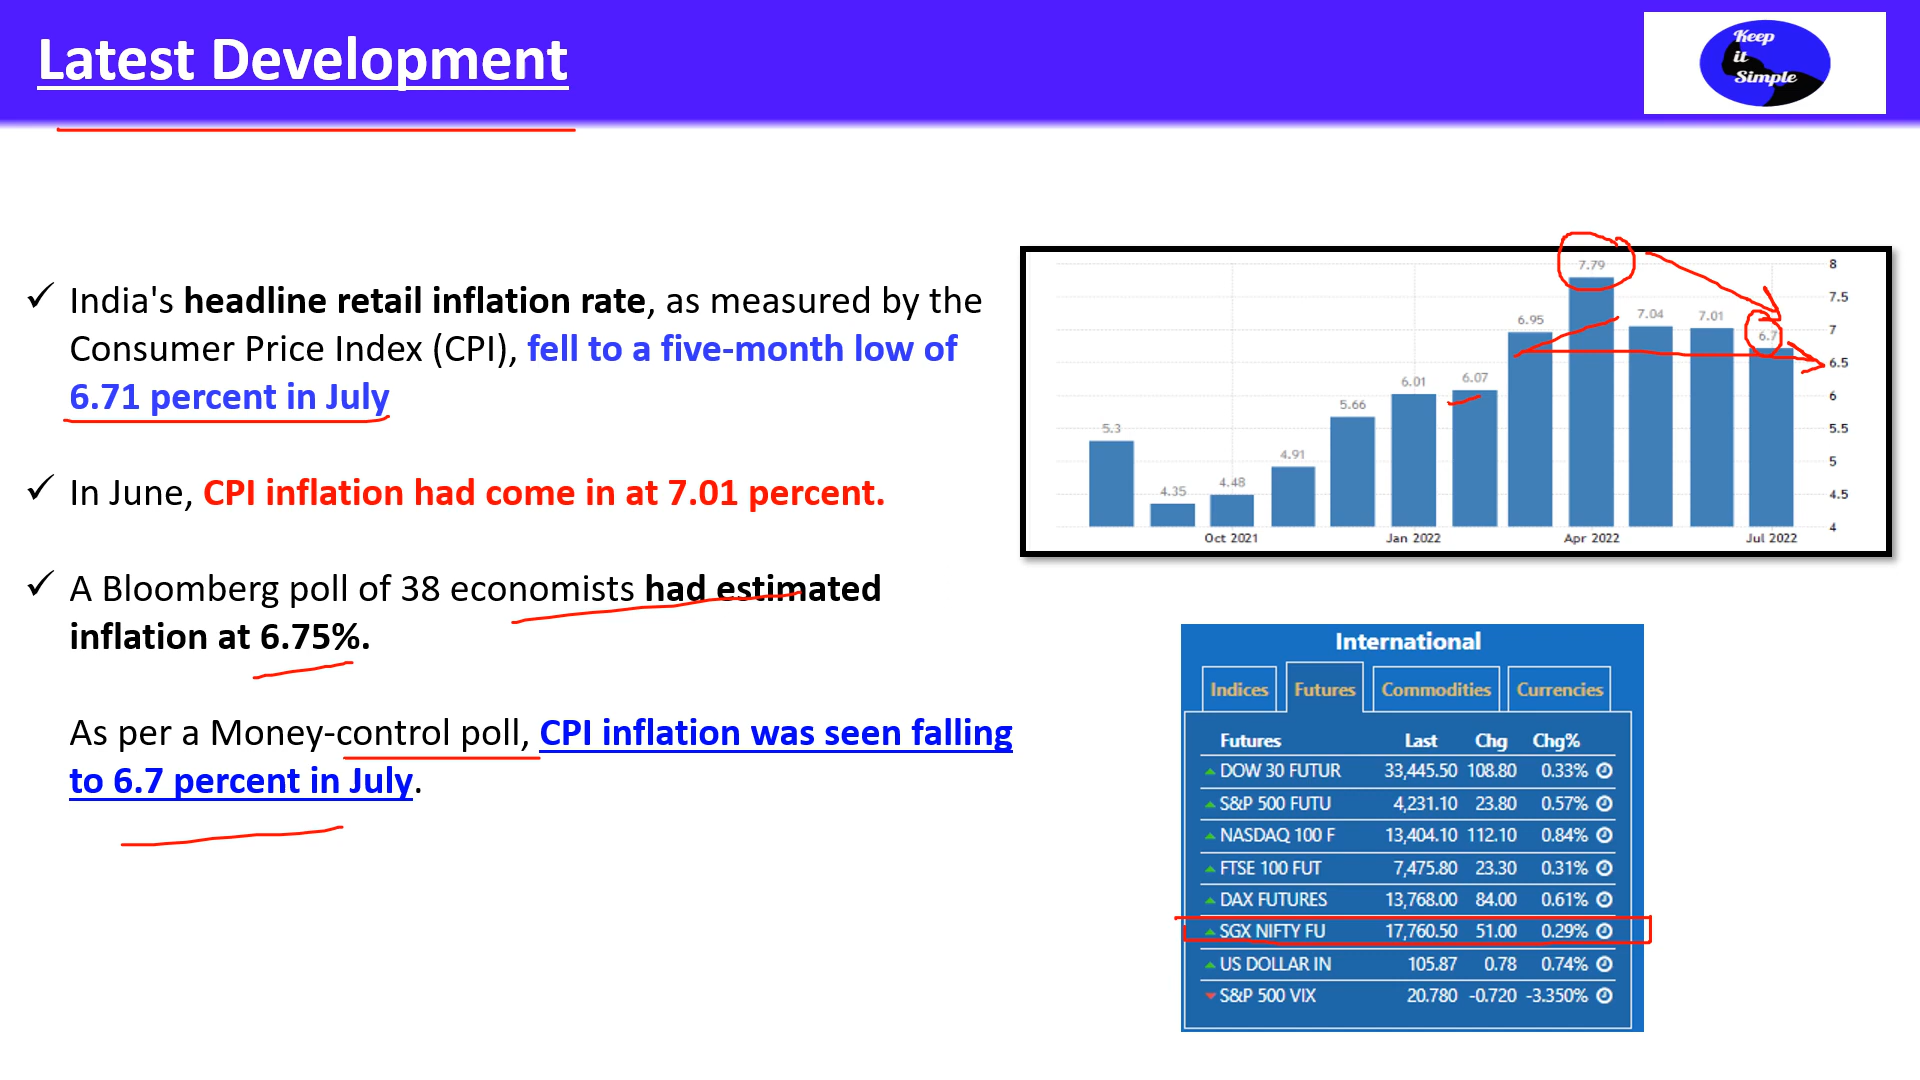 Latest Development
Keep
it
Simple
✓ India's headline retail inflation rate, as measured by the
Consumer Price Index (CPI), fell to a five-month low of
6.71 percent in July
✓ In June, CPI inflation had come in at 7.01 percent.
✓ A Bloomberg poll of 38 economists had estimated
inflation at 6.75%.
As per a Money-control poll, CPI inflation was seen falling
to 6.7 percent in July.
5.3 4.35 4.48 4.91 5.66 6.01 6.07 6.95 7.79 7.04 7.01 6.7
8
7.5
7
6.5
6
5.5
5
4.5
4
Oct 2021 Jan 2022 Apr 2022 Jul 2022
International
Indices Futures Commodities Currencies
Futures Last Chg Chg%
DOW 30 FUTUR 33,445.50 108.80 0.33%
S&P 500 FUTU 4,231.10 23.80 0.57%
NASDAQ 100 F 13,404.10 112.10 0.84%
FTSE 100 FUT 7,475.80 23.30 0.31%
DAX FUTURES 13,768.00 84.00 0.61%
SGX NIFTY FU 17,760.50 51.00 0.29%
US DOLLAR IN 105.87 0.78 0.74%
S&P 500 VIX 20.780 -0.720 -3.350%